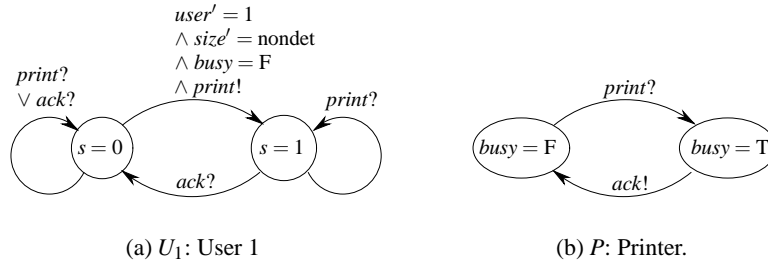 user′ = 1
∧ size′ = nondet
∧ busy = F
∧ print!
print?
∨ ack?
s = 0
s = 1
print?
ack?
print?
busy = F
busy = T
ack!
(a) U₁: User 1
(b) P: Printer.